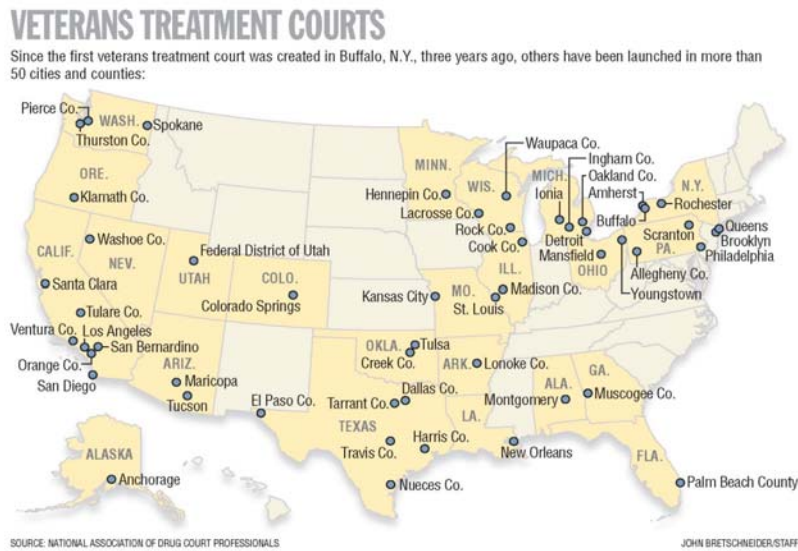 VETERANS TREATMENT COURTS
Since the first veterans treatment court was created in Buffalo, N.Y., three years ago, others have been launched in more than
50 cities and counties:
Pierce Co.
WASH.
Spokane
Thurston Co.
ORE.
Klamath Co.
CALIF.
Washoe Co.
NEV.
Santa Clara
Tulare Co.
Ventura Co.
Los Angeles
San Bernardino
Orange Co.
San Diego
Federal District of Utah
UTAH
COLO.
Colorado Springs
ARIZ.
Maricopa
Tucson
El Paso Co.
MINN.
Hennepin Co.
WIS.
Waupaca Co.
Lacrosse Co.
Rock Co.
Cook Co.
MICH.
Ionia
Ingham Co.
Oakland Co.
Detroit
Amherst
Buffalo
N.Y.
Rochester
Mansfield
OHIO
Youngstown
Scranton
PA.
Allegheny Co.
Queens
Brooklyn
Philadelphia
ILL.
Madison Co.
Kansas City
MO.
St. Louis
OKLA.
Tulsa
Creek Co.
ARK.
Lonoke Co.
Dallas Co.
Tarrant Co.
TEXAS
Travis Co.
Harris Co.
Nueces Co.
LA.
New Orleans
ALA.
Montgomery
GA.
Muscogee Co.
FLA.
Palm Beach County
ALASKA
Anchorage
SOURCE: NATIONAL ASSOCIATION OF DRUG COURT PROFESSIONALS
JOHN BRETSCHNEIDER/STAFF